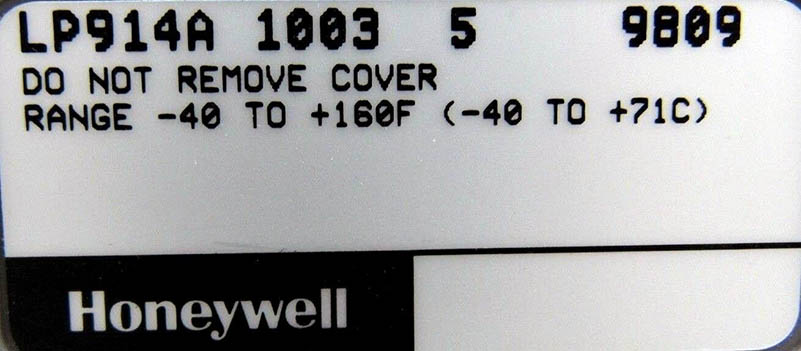 LP914A 1003 5 9809
DO NOT REMOVE COVER
RANGE -40 TO +160F (-40 TO +71C)
Honeywell